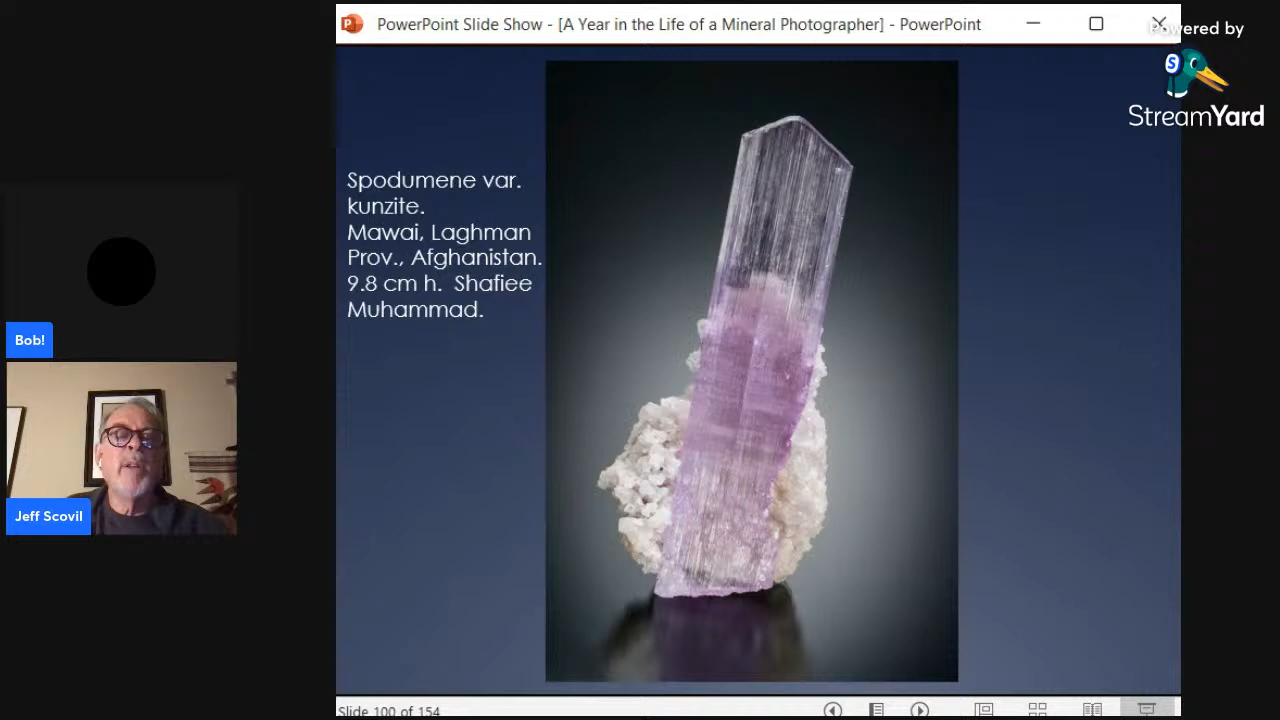 PowerPoint Slide Show - [A Year in the Life of a Mineral Photographer] - PowerPoint
Powered by
StreamYard
Spodumene var.
kunzite.
Mawai, Laghman
Prov., Afghanistan.
9.8 cm h. Shafiee
Muhammad.
Bob!
Jeff Scovil
Slide 100 of 154